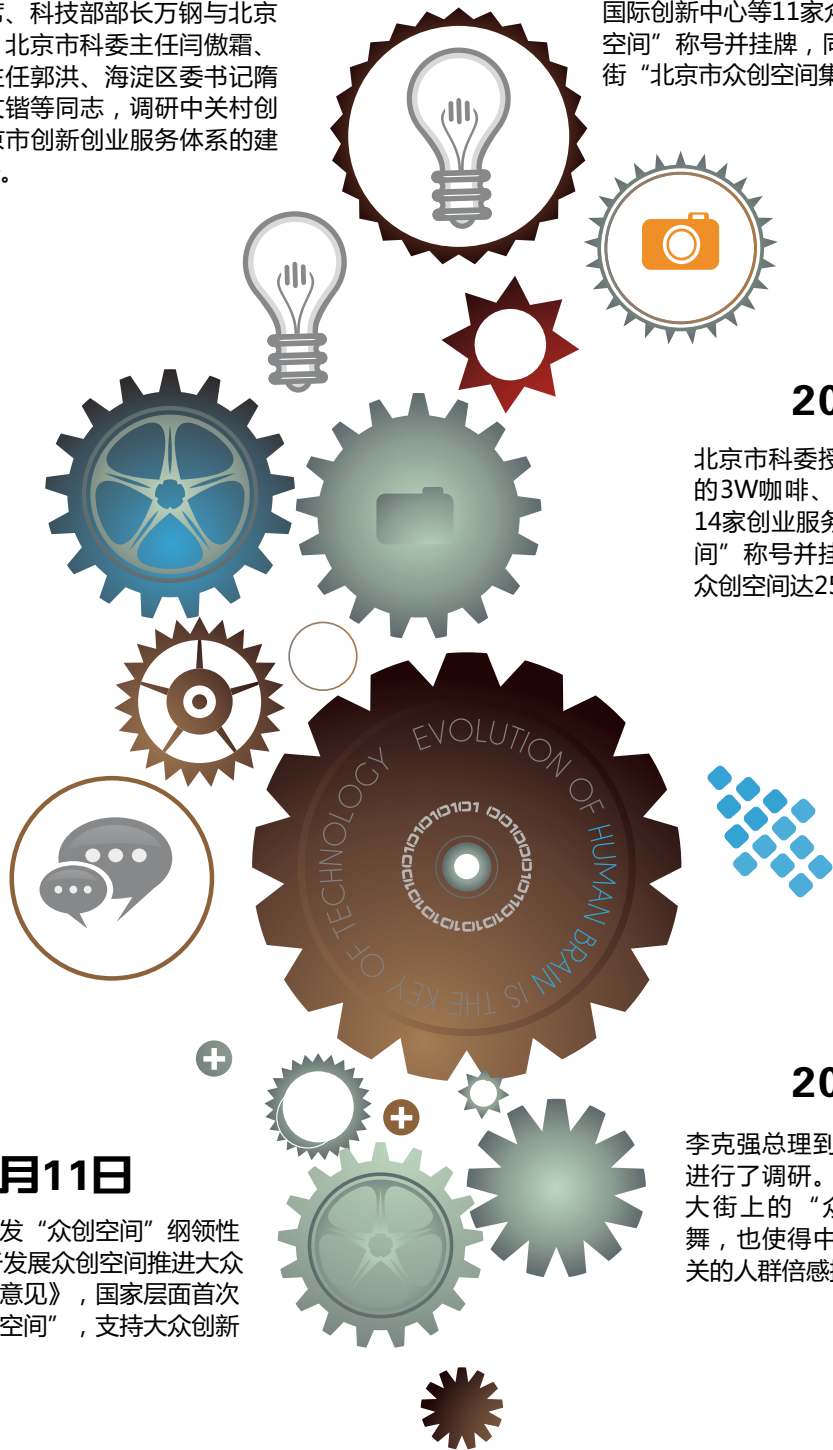 席、科技部部长万钢与北京
北京市科委主任闫傲霜、
主任郭洪、海淀区委书记隋
文锴等同志，调研中关村创
京市创新创业服务体系的建
。
国际创新中心等11家众
空间”称号并挂牌，同
街“北京市众创空间集
20
北京市科委授
的3W咖啡、
14家创业服务
间”称号并挂
众创空间达25
EVOLUTION OF HUMAN BRAIN IS THE KEY OF TECHNOLOGY
20
李克强总理到
进行了调研。
大街上的“众
舞，也使得中
关的人群倍感
月11日
发“众创空间”纲领性
于发展众创空间推进大众
意见》，国家层面首次
空间”，支持大众创新